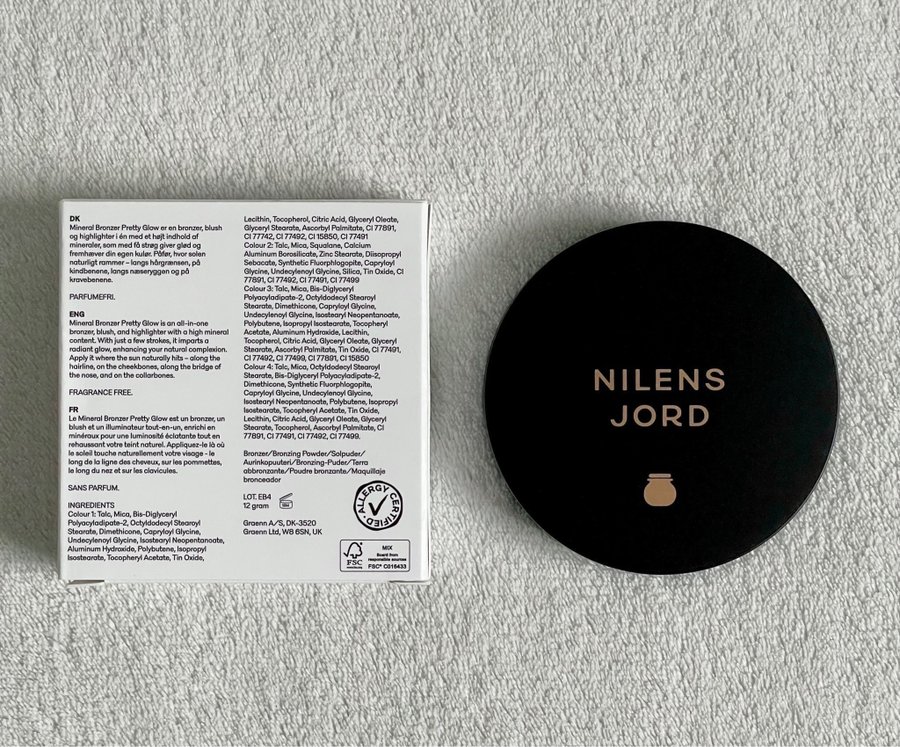 DK
Mineral Bronzer Pretty Glow er en bronzer, blush
og highlighter i én med et højt indhold af
mineraler, som med få strøg giver glød og
fremhæver din egen kulør. Påfør, hvor solen
naturligt rammer – langs hårgrænsen, på
kindbenene, langs næseryggen og på
kravebenene.
PARFUMEFRI.
ENG
Mineral Bronzer Pretty Glow is an all-in-one
bronzer, blush, and highlighter with a high mineral
content. With just a few strokes, it imparts a
radiant glow, enhancing your natural complexion.
Apply it where the sun naturally hits – along the
hairline, on the cheekbones, along the bridge of
the nose, and on the collarbones.
FRAGRANCE FREE.
FR
Le Mineral Bronzer Pretty Glow est un bronzer, un
blush et un illuminateur tout-en-un, enrichi en
minéraux pour une luminosité éclatante tout en
rehaussant votre teint naturel. Appliquez-le là où
le soleil touche naturellement votre visage - le
long de la ligne des cheveux, sur les pommettes,
le long du nez et sur les clavicules.
SANS PARFUM.
INGREDIENTS
Colour 1: Talc, Mica, Bis-Diglyceryl
Polyacyladipate-2, Octyldodecyl Stearoyl
Stearate, Dimethicone, Capryloyl Glycine,
Undecylenoyl Glycine, Isostearyl Neopentanoate,
Aluminum Hydroxide, Polybutene, Isopropyl
Isostearate, Tocopheryl Acetate, Tin Oxide,
Lecithin, Tocopherol, Citric Acid, Glyceryl Oleate,
Glyceryl Stearate, Ascorbyl Palmitate, CI 77891,
CI 77742, CI 77492, CI 15850, CI 77491
Colour 2: Talc, Mica, Squalane, Calcium
Aluminum Borosilicate, Zinc Stearate, Diisopropyl
Sebacate, Synthetic Fluorphlogopite, Capryloyl
Glycine, Undecylenoyl Glycine, Silica, Tin Oxide, CI
77891, CI 77492, CI 77491, CI 77499
Colour 3: Talc, Mica, Bis-Diglyceryl
Polyacyladipate-2, Octyldodecyl Stearoyl
Stearate, Dimethicone, Capryloyl Glycine,
Undecylenoyl Glycine, Isostearyl Neopentanoate,
Polybutene, Isopropyl Isostearate, Tocopheryl
Acetate, Aluminum Hydroxide, Lecithin,
Tocopherol, Citric Acid, Glyceryl Oleate, Glyceryl
Stearate, Ascorbyl Palmitate, Tin Oxide, CI 77491,
CI 77492, CI 77499, CI 77891, CI 15850
Colour 4: Talc, Mica, Octyldodecyl Stearoyl
Stearate, Bis-Diglyceryl Polyacyladipate-2,
Dimethicone, Synthetic Fluorphlogopite,
Capryloyl Glycine, Undecylenoyl Glycine,
Isostearyl Neopentanoate, Polybutene, Isopropyl
Isostearate, Tocopheryl Acetate, Tin Oxide,
Lecithin, Citric Acid, Glyceryl Oleate, Glyceryl
Stearate, Tocopherol, Ascorbyl Palmitate, CI
77891, CI 77491, CI 77492, CI 77499.
Bronzer/Bronzing Powder/Solpuder/
Aurinkopuuteri/Bronzing-Puder/Terra
abbronzante/Poudre bronzante/Maquillaje
bronceador
LOT. EB4
12 gram
Graenn A/S, DK-3520
Graenn Ltd, W8 6SN, UK
ALLERGY CERTIFIED
FSC
MIX
Board from
responsible sources
FSC® C016433
NILENS
JORD